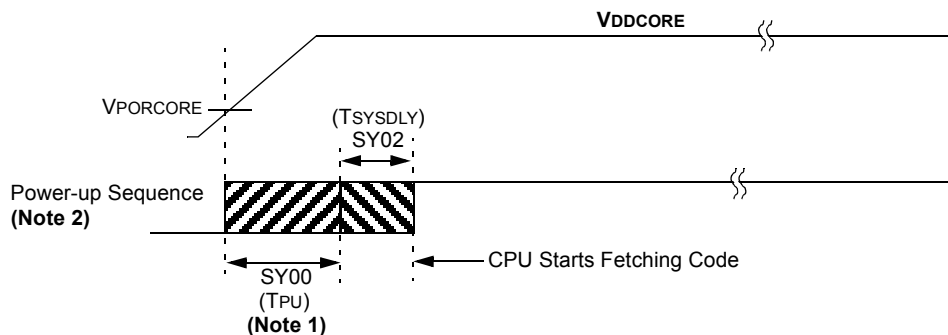 VDDCORE
VPORCORE
(TSYSDLY)
SY02
Power-up Sequence
(Note 2)
CPU Starts Fetching Code
SY00
(TPU)
(Note 1)